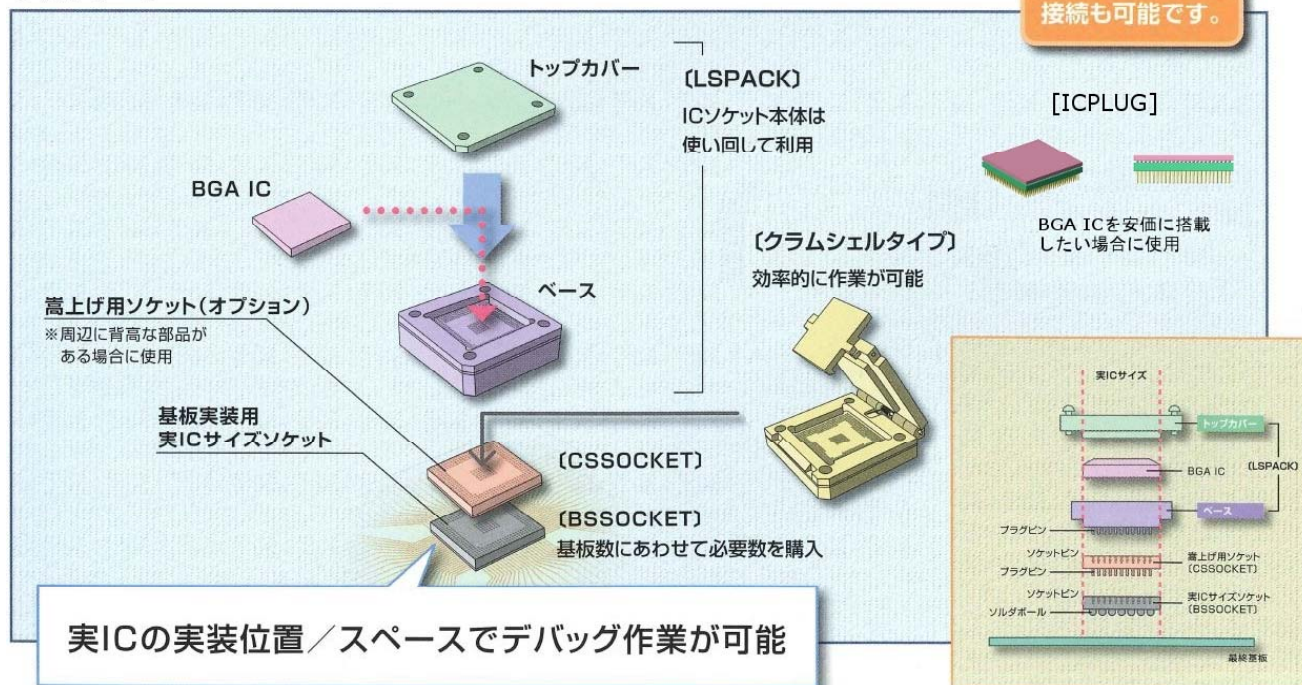 接続も可能です。
トップカバー
〔LSPACK〕
ICソケット本体は
使い回して利用
[ICPLUG]
BGA IC
BGA ICを安価に搭載
したい場合に使用
〔クラムシェルタイプ〕
効率的に作業が可能
ベース
嵩上げ用ソケット(オプション)
※周辺に背高な部品が
ある場合に使用
基板実装用
実ICサイズソケット
〔CSSOCKET〕
〔BSSOCKET〕
基板数にあわせて必要数を購入
実ICの実装位置/スペースでデバッグ作業が可能
実ICサイズ
トップカバー
BGA IC
〔LSPACK〕
ベース
プラグピン
ソケットピン
嵩上げ用ソケット
〔CSSOCKET〕
プラグピン
ソケットピン
実ICサイズソケット
〔BSSOCKET〕
ソルダボール
最終基板